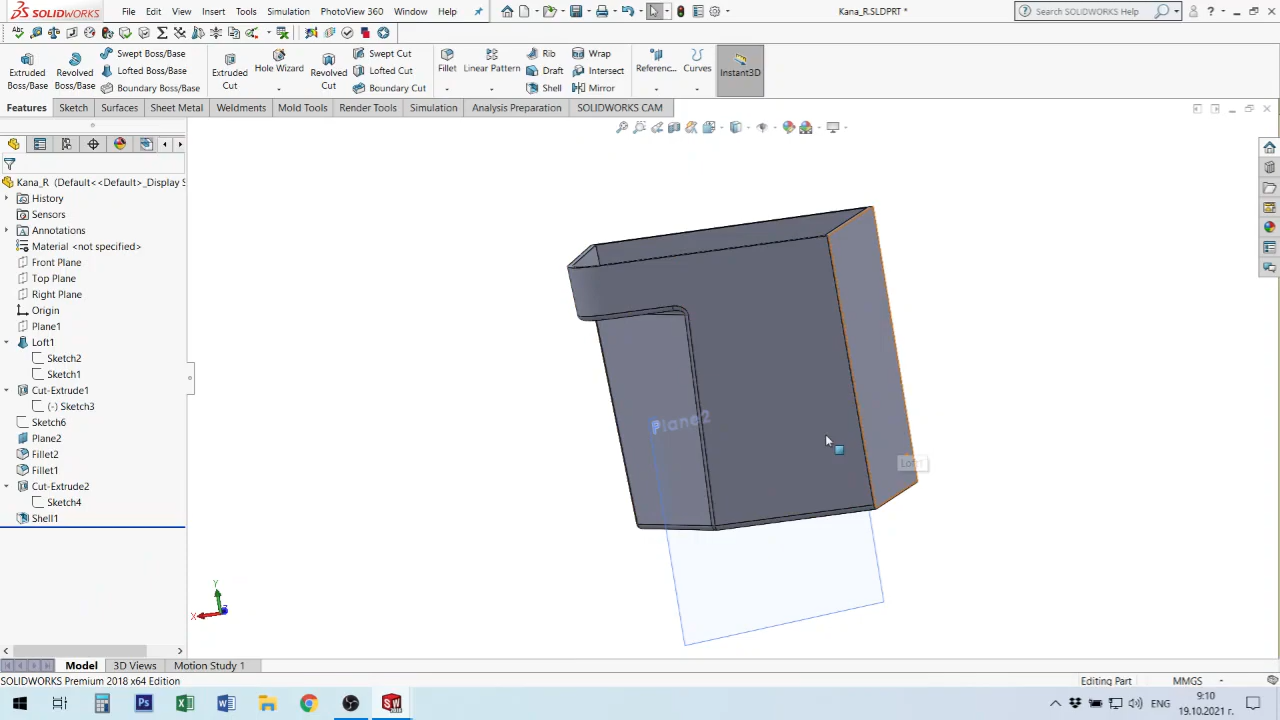 SOLIDWORKS File Edit View Insert Tools Simulation PhotoView 360 Window Help Kana_R.SLDPRT * Search SOLIDWORKS Help
Extruded Boss/Base
Revolved Boss/Base
Swept Boss/Base
Lofted Boss/Base
Boundary Boss/Base
Extruded Cut
Hole Wizard
Revolved Cut
Swept Cut
Lofted Cut
Boundary Cut
Fillet
Linear Pattern
Rib
Draft
Shell
Wrap
Intersect
Mirror
Referenc...
Curves
Instant3D
Features Sketch Surfaces Sheet Metal Weldments Mold Tools Render Tools Simulation Analysis Preparation SOLIDWORKS CAM
Kana_R (Default<<Default>_Display S
History
Sensors
Annotations
Material <not specified>
Front Plane
Top Plane
Right Plane
Origin
Plane1
Loft1
Sketch2
Sketch1
Cut-Extrude1
(-) Sketch3
Sketch6
Plane2
Fillet2
Fillet1
Cut-Extrude2
Sketch4
Shell1
Plane2
Loft1
Y
X
Model 3D Views Motion Study 1
SOLIDWORKS Premium 2018 x64 Edition Editing Part MMGS
ENG 9:10
19.10.2021 г.